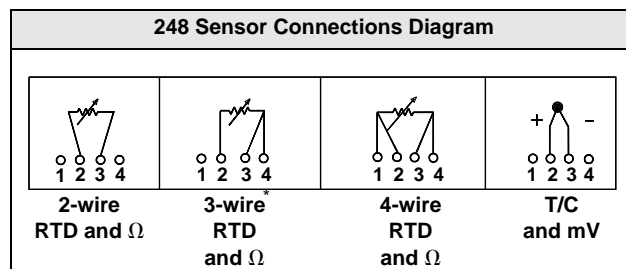 248 Sensor Connections Diagram
1 2 3 4
1 2 3 4
1 2 3 4
+ –
1 2 3 4
2-wire
RTD and Ω
3-wire*
RTD
and Ω
4-wire
RTD
and Ω
T/C
and mV